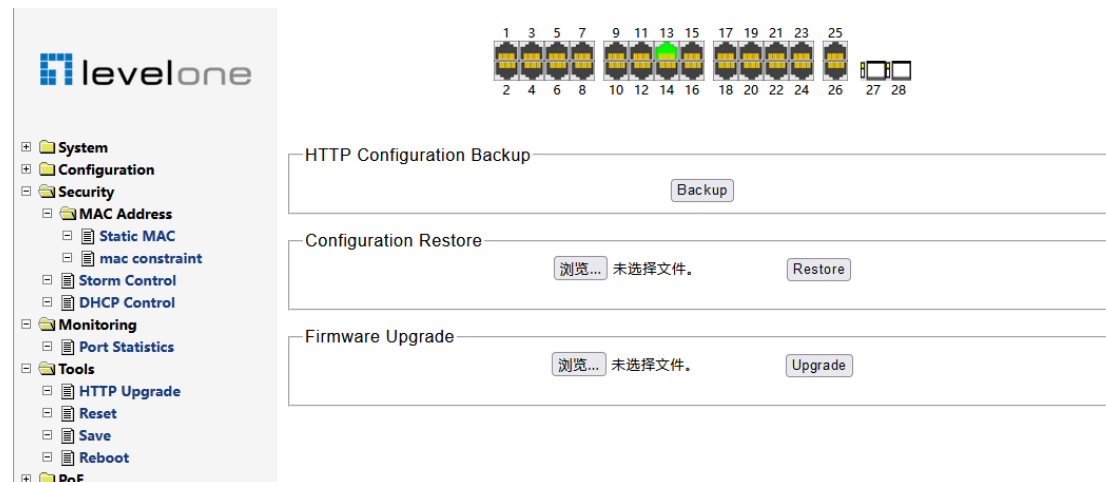 levelone
1 3 5 7 9 11 13 15 17 19 21 23 25
2 4 6 8 10 12 14 16 18 20 22 24 26 27 28
System
Configuration
Security
MAC Address
Static MAC
mac constraint
Storm Control
DHCP Control
Monitoring
Port Statistics
Tools
HTTP Upgrade
Reset
Save
Reboot
PoE
HTTP Configuration Backup
Backup
Configuration Restore
浏览... 未选择文件。 Restore
Firmware Upgrade
浏览... 未选择文件。 Upgrade